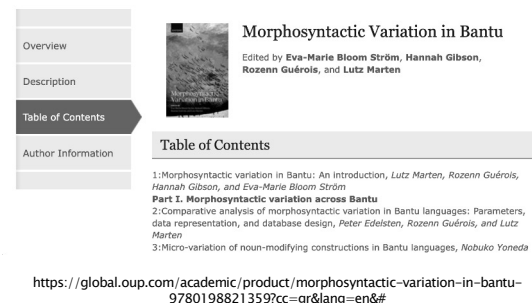 Overview
Description
Table of Contents
Author Information
Morphosyntactic Variation in Bantu
Edited by Eva-Marie Bloom Ström, Hannah Gibson,
Rozenn Guérois, and Lutz Marten
Morphosyntactic
Variation in Bantu
Table of Contents
1:Morphosyntactic variation in Bantu: An introduction, Lutz Marten, Rozenn Guérois,
Hannah Gibson, and Eva-Marie Bloom Ström
Part I. Morphosyntactic variation across Bantu
2:Comparative analysis of morphosyntactic variation in Bantu languages: Parameters,
data representation, and database design, Peter Edelsten, Rozenn Guérois, and Lutz
Marten
3:Micro-variation of noun-modifying constructions in Bantu languages, Nobuko Yoneda
https://global.oup.com/academic/product/morphosyntactic-variation-in-bantu-
9780198821359?cc=gr&lang=en&#